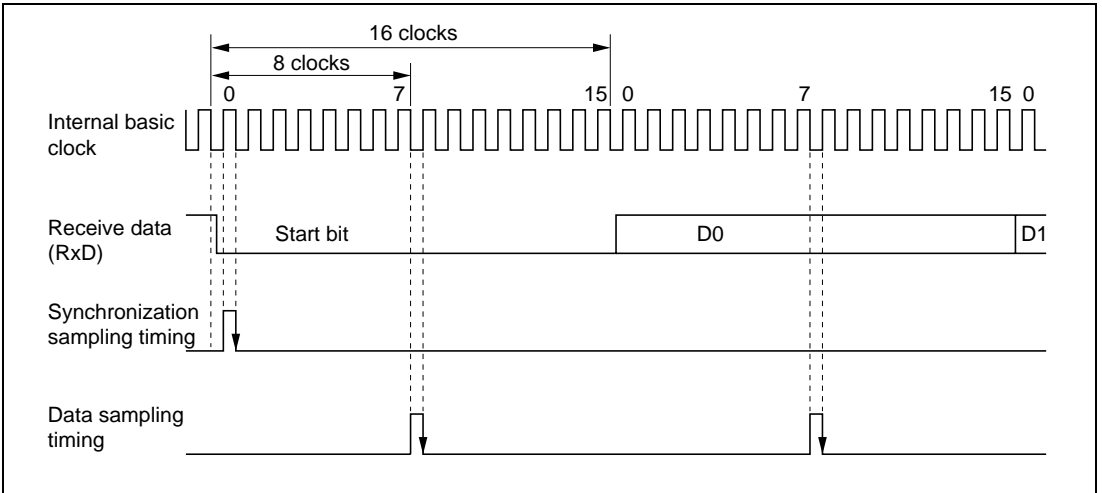 16 clocks
8 clocks
0 7 15 0 7 15 0
Internal basic
clock
Receive data
(RxD)
Start bit D0 D1
Synchronization
sampling timing
Data sampling
timing